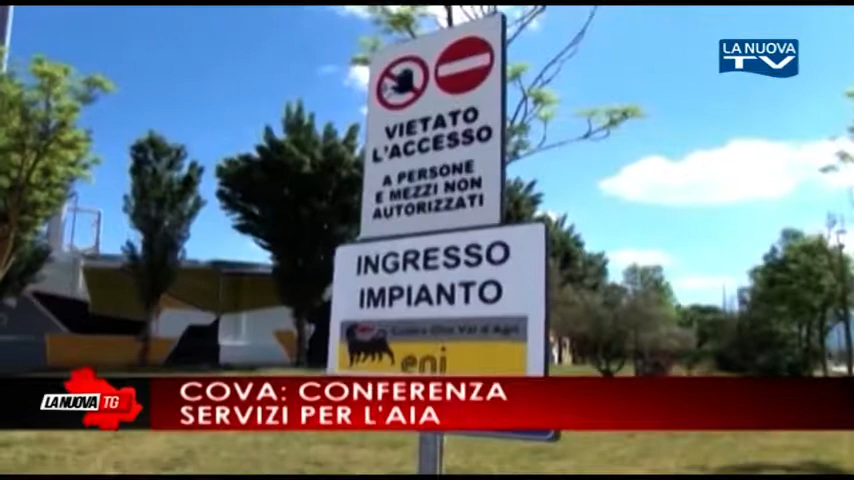 LA NUOVA
TV
VIETATO
L'ACCESSO
A PERSONE
E MEZZI NON
AUTORIZZATI
INGRESSO
IMPIANTO
Centro Olio Val d'Agri
eni
LA NUOVA TG
COVA: CONFERENZA
SERVIZI PER L'AIA